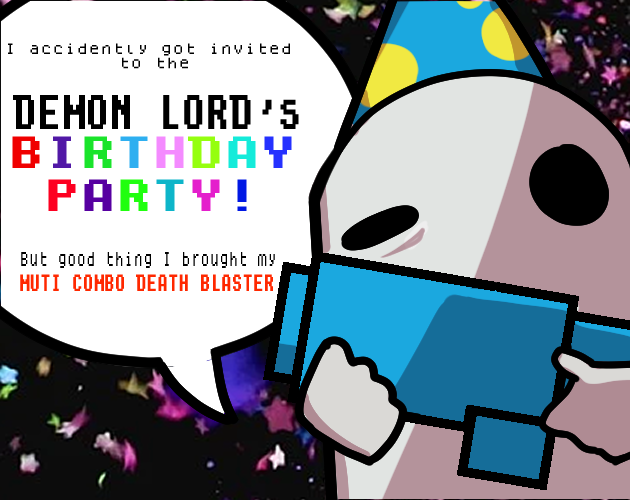 I accidently got invited
to the
DEMON LORD's
BIRTHDAY
PARTY!
But good thing I brought my
MUTI COMBO DEATH BLASTER